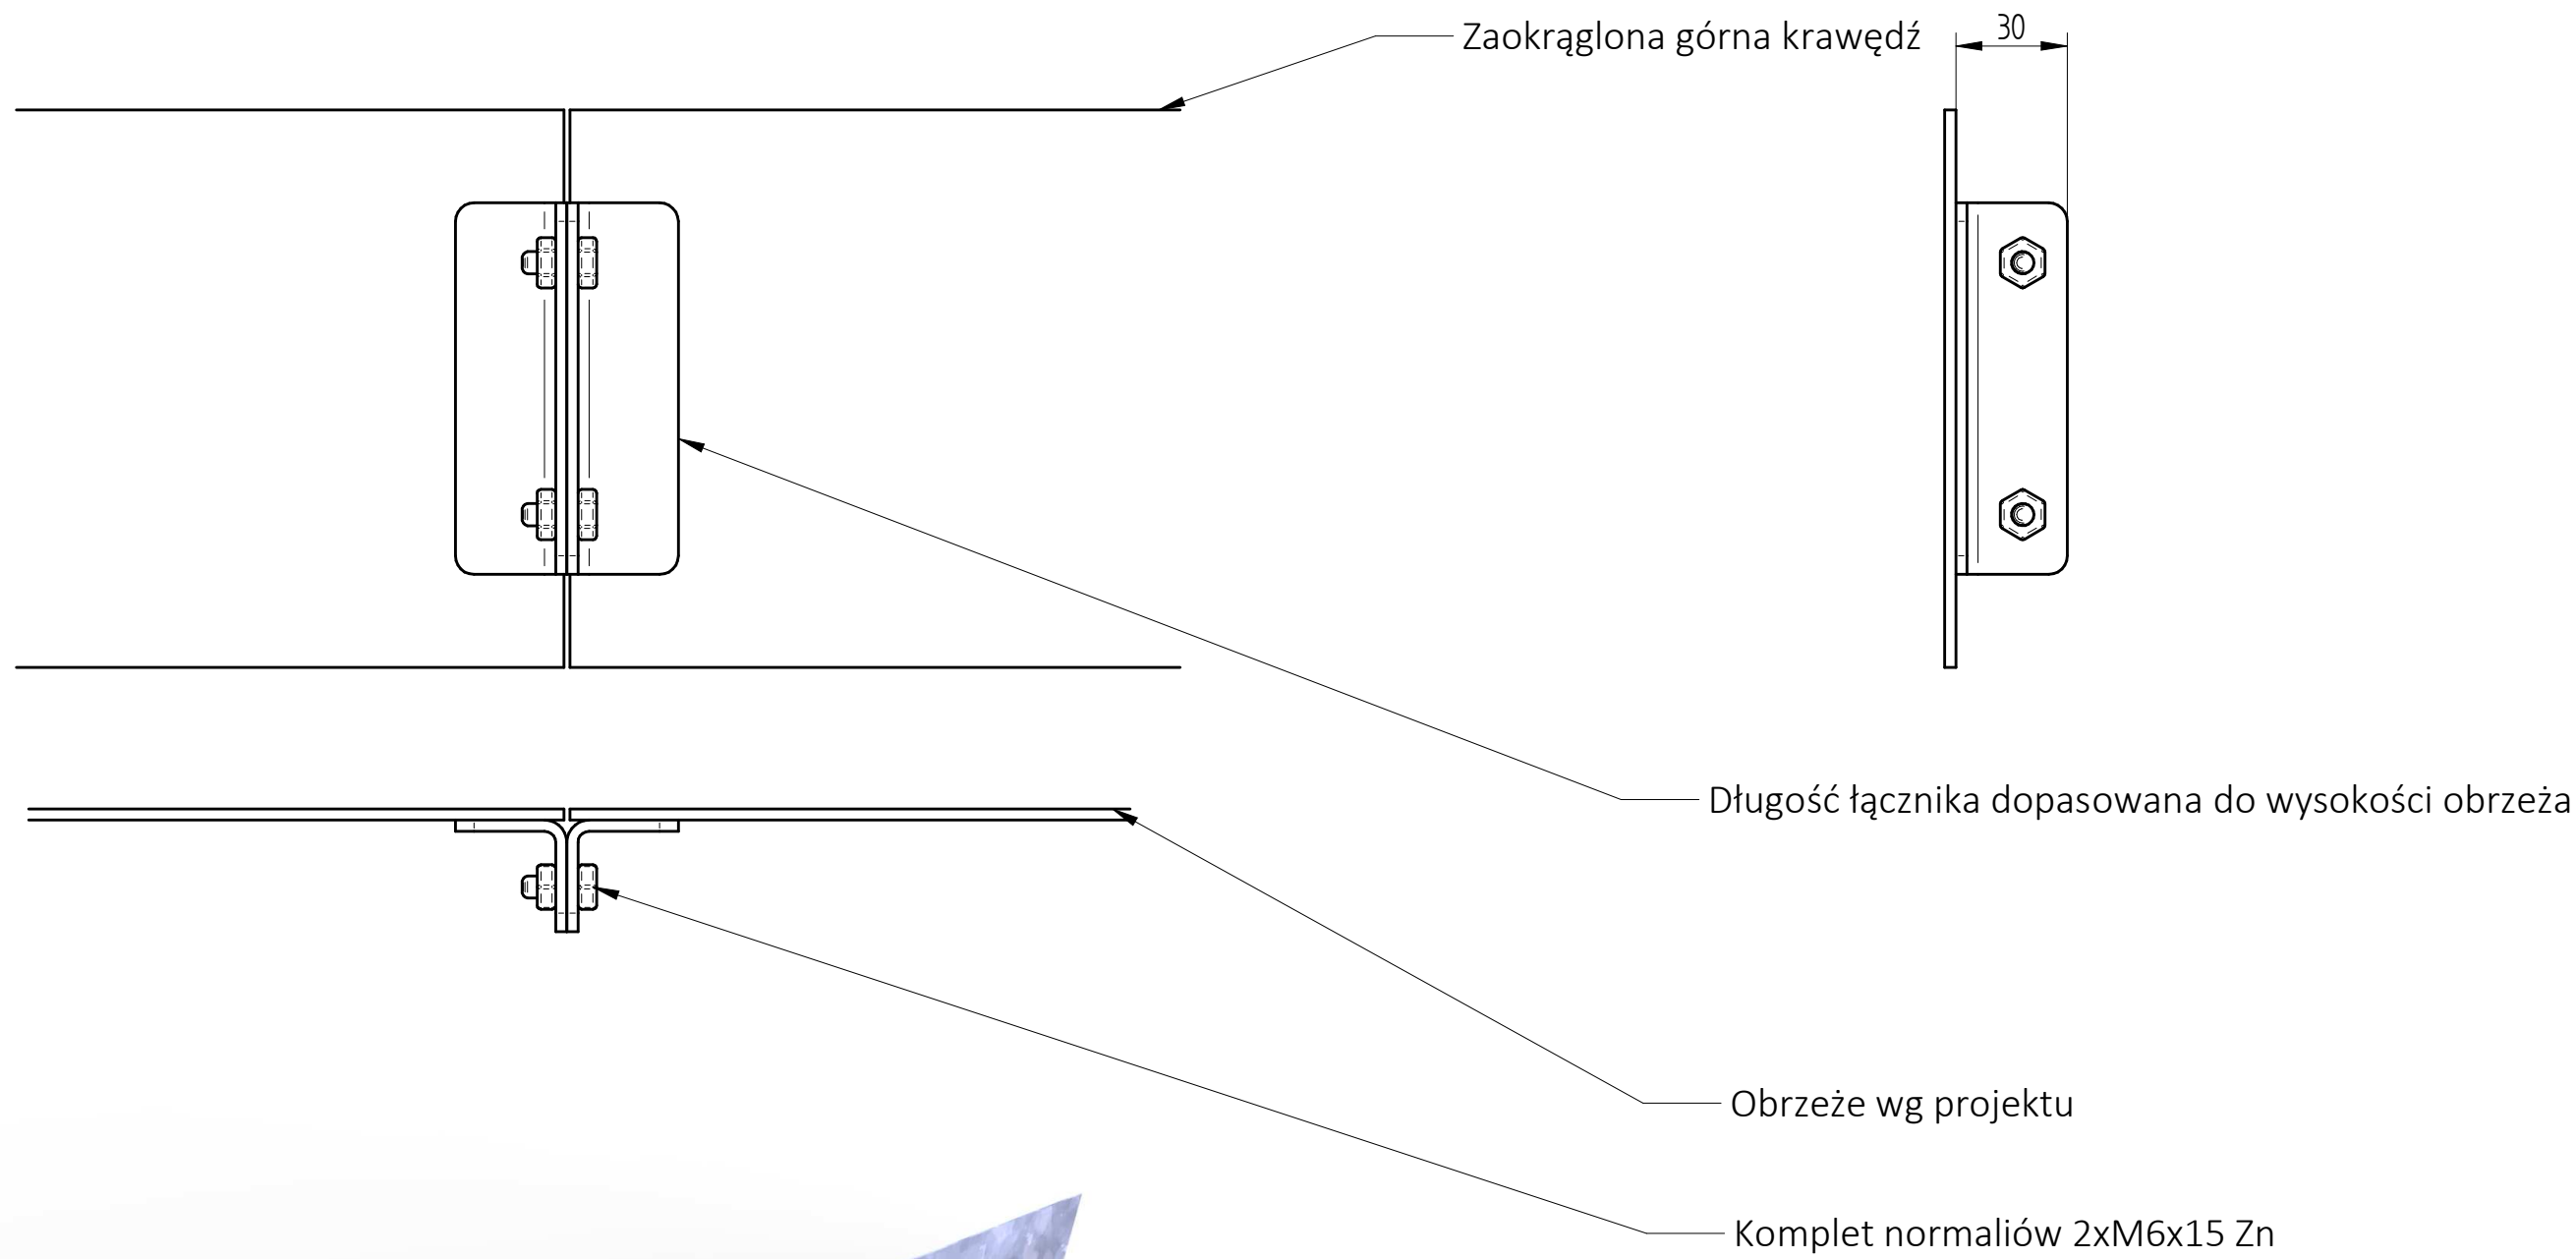 Zaokrąglona górna krawędź
30
Długość łącznika dopasowana do wysokości obrzeża
Obrzeże wg projektu
Komplet normaliów 2xM6x15 Zn